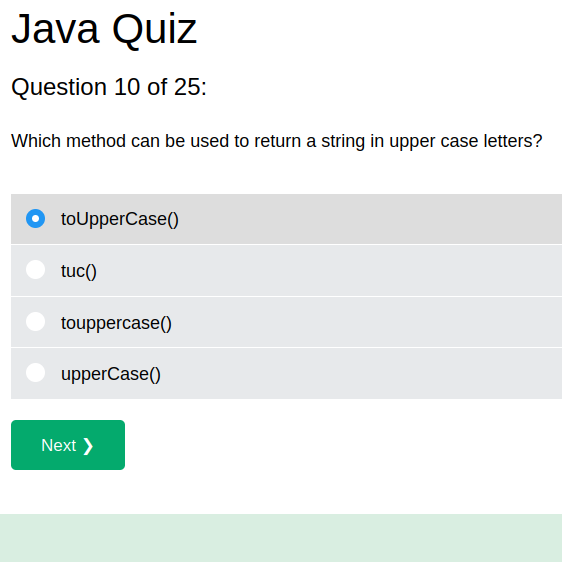 Java Quiz
Question 10 of 25:
Which method can be used to return a string in upper case letters?
toUpperCase()
tuc()
touppercase()
upperCase()
Next ❯